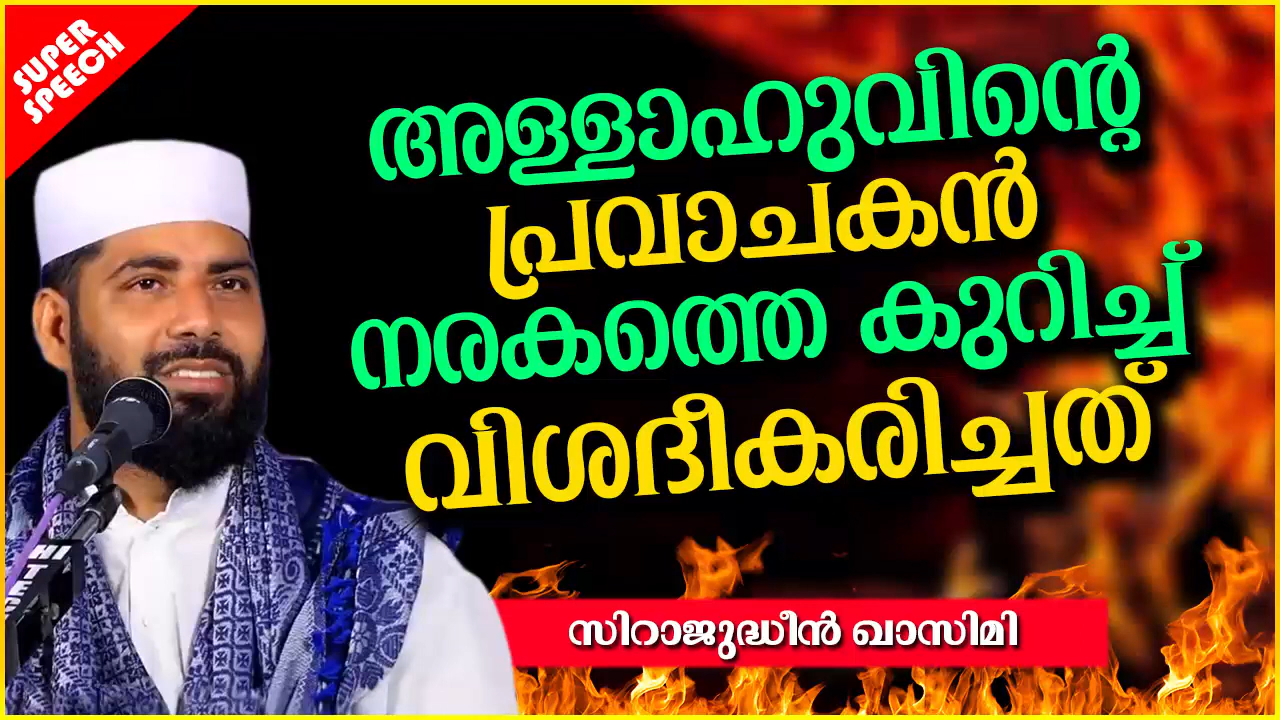 SUPER
SPEECH
അള്ളാഹുവിന്റെ
പ്രവാചകൻ
നരകത്തെ കുറിച്ച്
വിശദീകരിച്ചത്
സിറാജുദ്ധീൻ ഖാസിമി